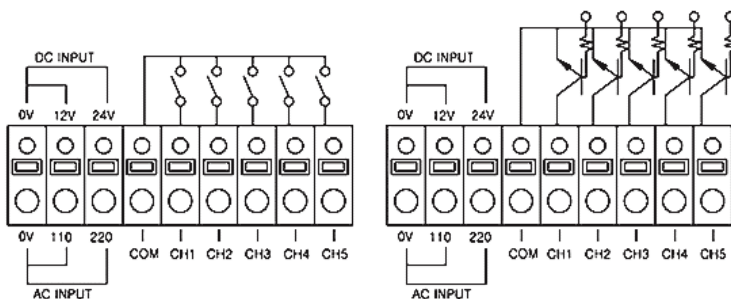 DC INPUT
0V 12V 24V
0V 110 220 COM CH1 CH2 CH3 CH4 CH5
AC INPUT
DC INPUT
0V 12V 24V
0V 110 220 COM CH1 CH2 CH3 CH4 CH5
AC INPUT